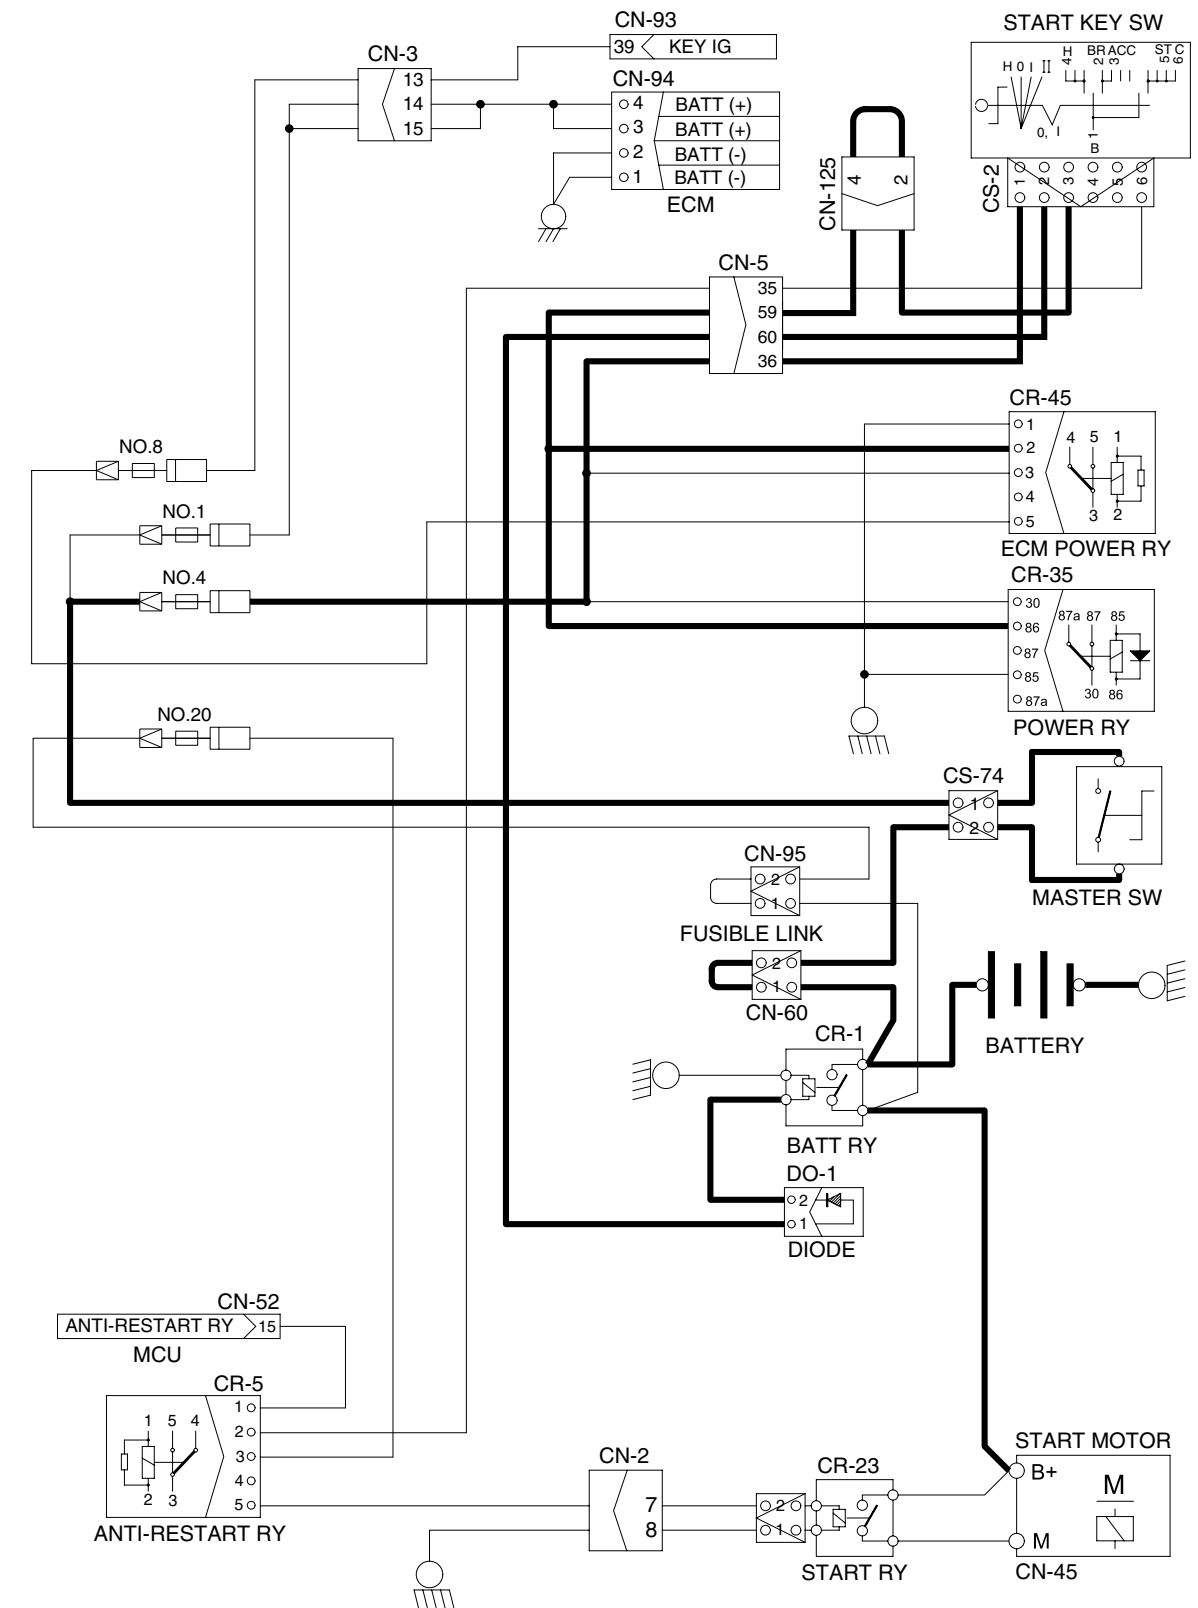 CN-93
39 KEY IG
START KEY SW
CN-3
13
14
15
CN-94
4 BATT (+)
3 BATT (+)
2 BATT (-)
1 BATT (-)
ECM
H 4 BR 2 ACC 3 ST 5 C 6
H 0 I II
0, I
1
B
CS-2
1 2 3 4 5 6
CN-125
4 2
CN-5
35
59
60
36
CR-45
1
2
3
4
5
4 5 1
3 2
ECM POWER RY
NO.8
NO.1
NO.4
CR-35
30
86
87
85
87a
87a 87 85
30 86
POWER RY
NO.20
CS-74
1
2
MASTER SW
CN-95
2
1
FUSIBLE LINK
2
1
CN-60
BATTERY
CR-1
BATT RY
DO-1
2
1
DIODE
CN-52
ANTI-RESTART RY 15
MCU
CR-5
1
2
3
4
5
1 5 4
2 3
ANTI-RESTART RY
CN-2
7
8
2
1
CR-23
START RY
START MOTOR
B+
M
M
CN-45